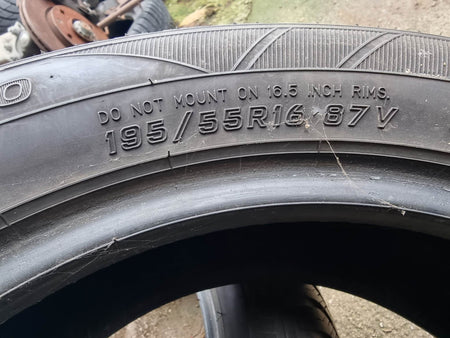 DO NOT MOUNT ON 16.5 INCH RIMS.
195/55R16 87V